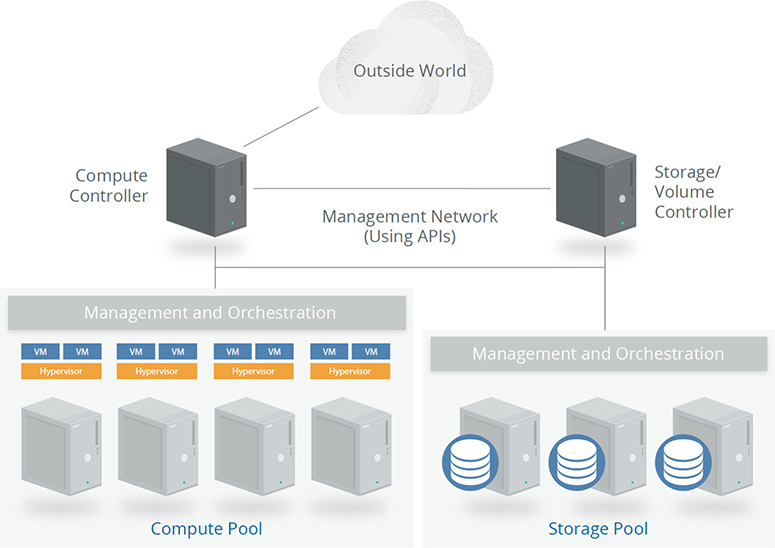 Outside World
Compute
Controller
Storage/
Volume
Controller
Management Network
(Using APIs)
Management and Orchestration
VM VM VM VM VM VM VM VM
Hypervisor Hypervisor Hypervisor Hypervisor
Compute Pool
Management and Orchestration
Storage Pool